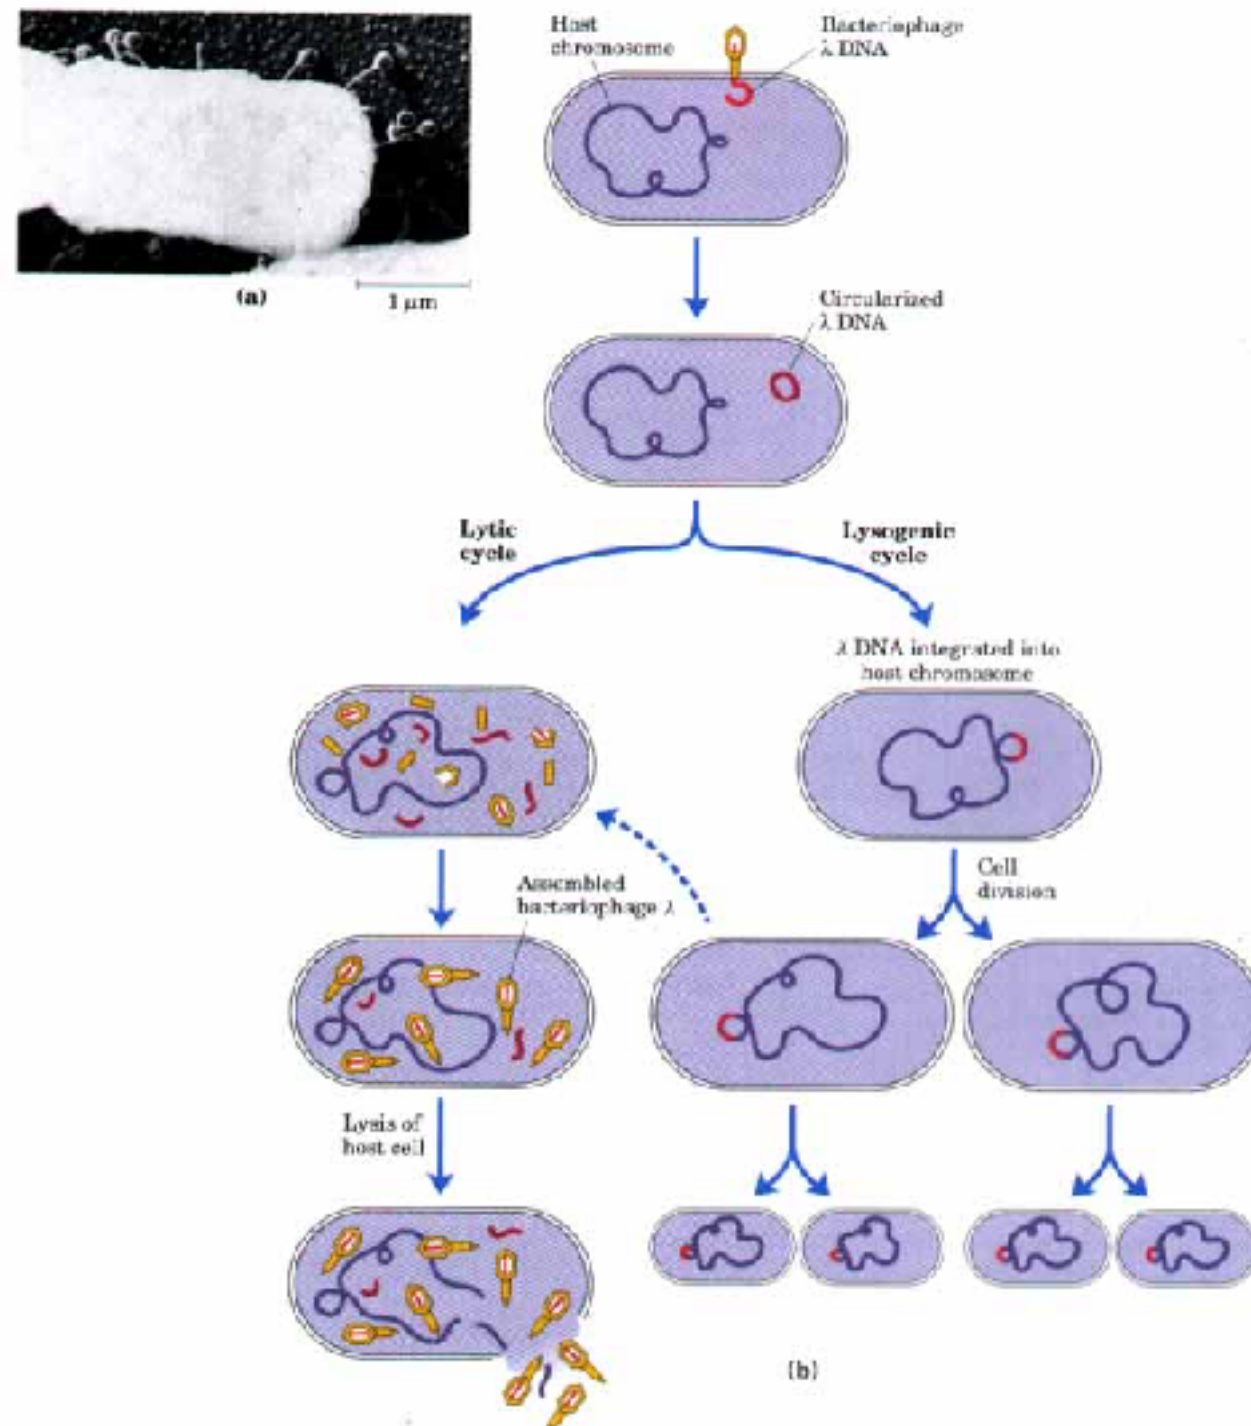 Host
chromosome
Bacteriophage
λ DNA
(a)
1 μm
Circularized
λ DNA
Lytic
cycle
Lysogenic
cycle
λ DNA integrated into
host chromosome
Cell
division
Assembled
bacteriophage λ
Lysis of
host cell
(b)